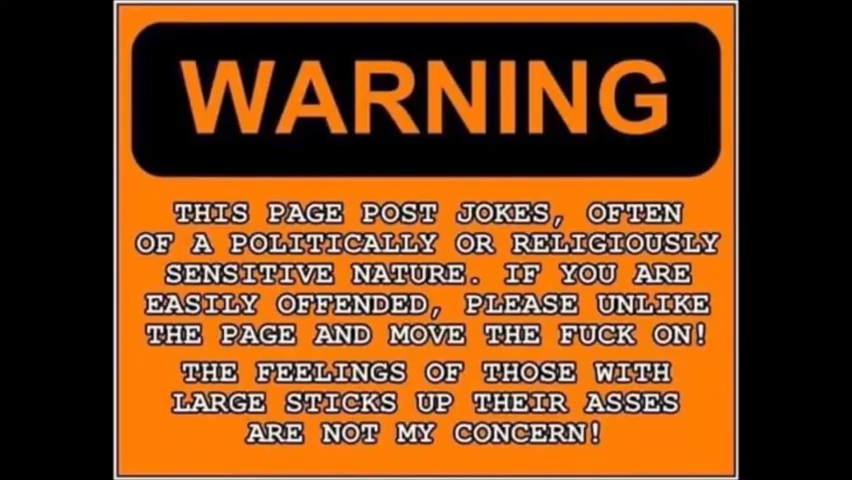 WARNING
THIS PAGE POST JOKES, OFTEN
OF A POLITICALLY OR RELIGIOUSLY
SENSITIVE NATURE. IF YOU ARE
EASILY OFFENDED, PLEASE UNLIKE
THE PAGE AND MOVE THE FUCK ON!
THE FEELINGS OF THOSE WITH
LARGE STICKS UP THEIR ASSES
ARE NOT MY CONCERN!